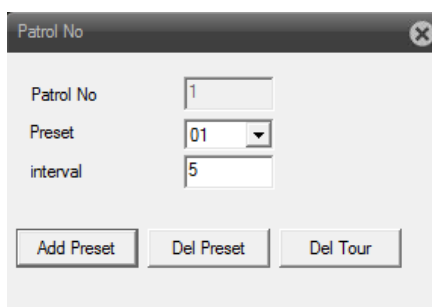 Patrol No
Patrol No 1
Preset 01
interval 5
Add Preset Del Preset Del Tour